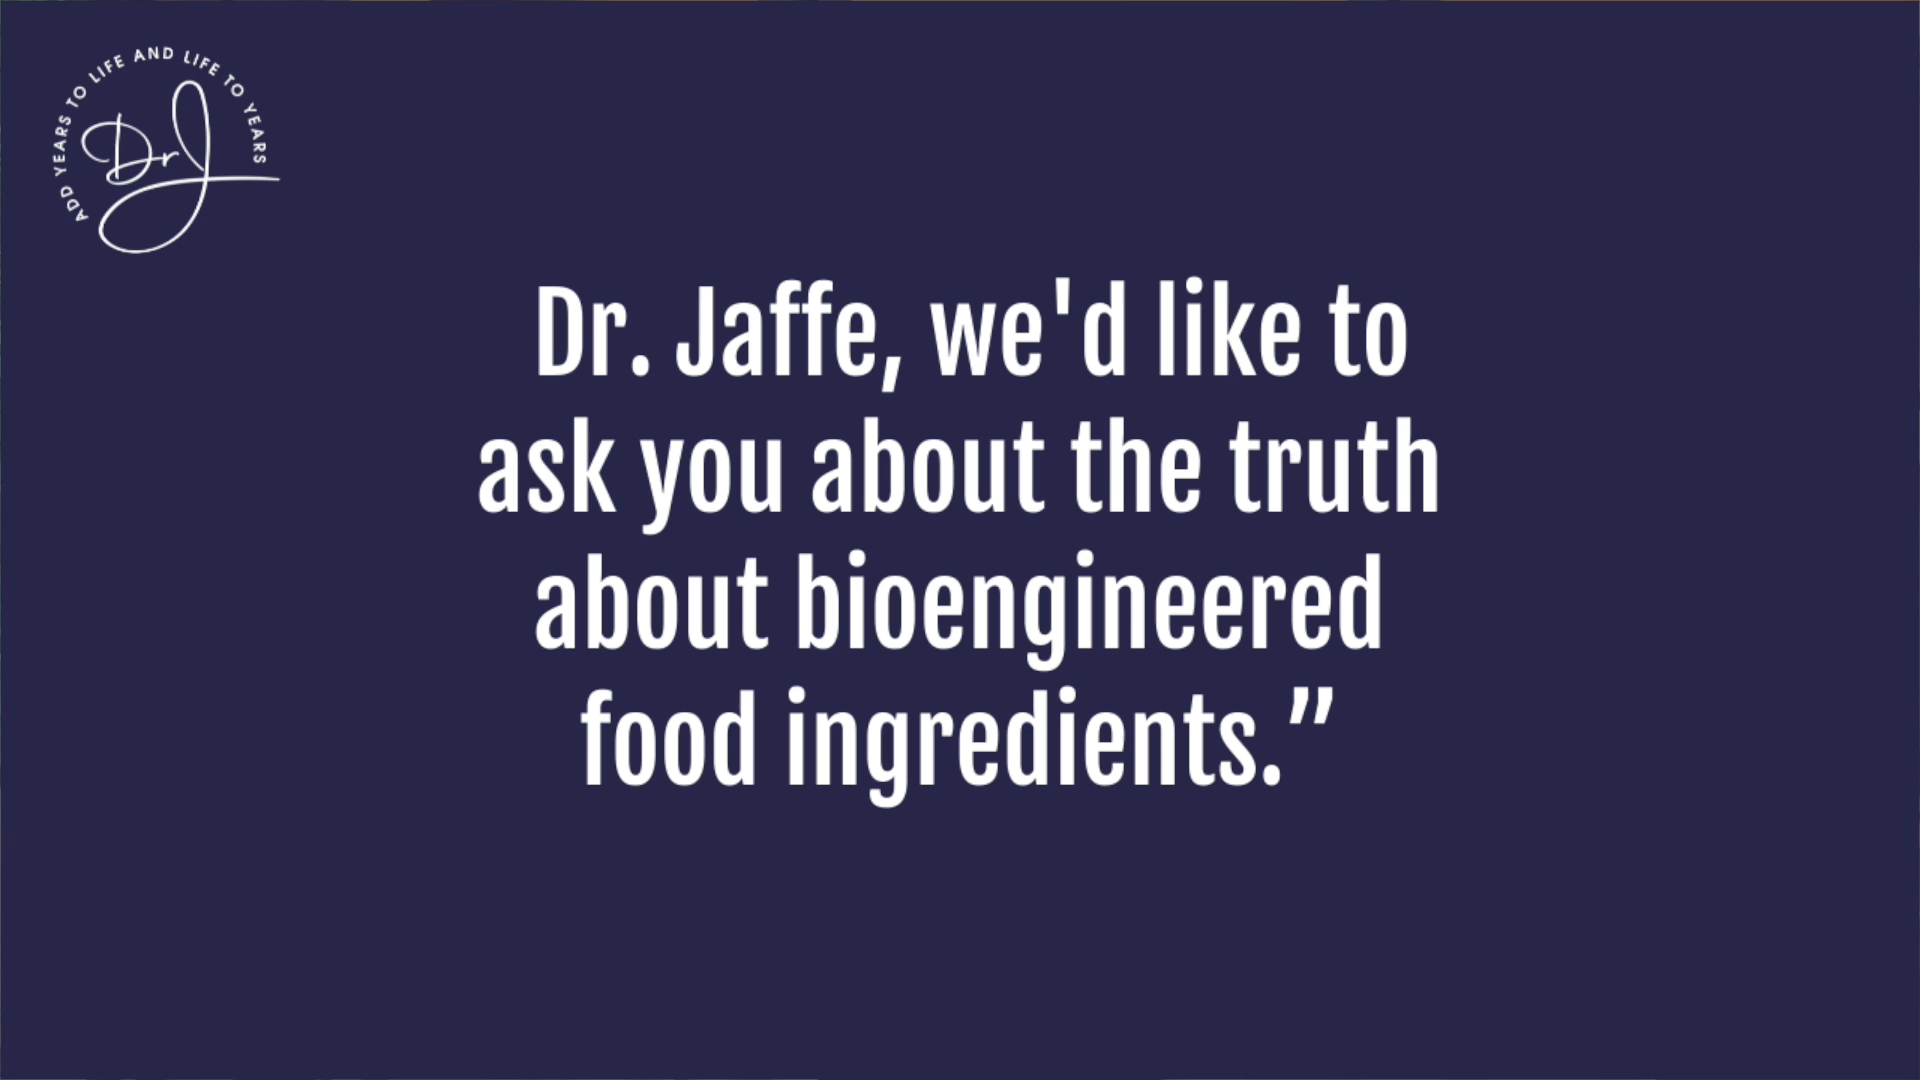 ADD YEARS TO LIFE AND LIFE TO YEARS
DrJ
Dr. Jaffe, we'd like to
ask you about the truth
about bioengineered
food ingredients.”